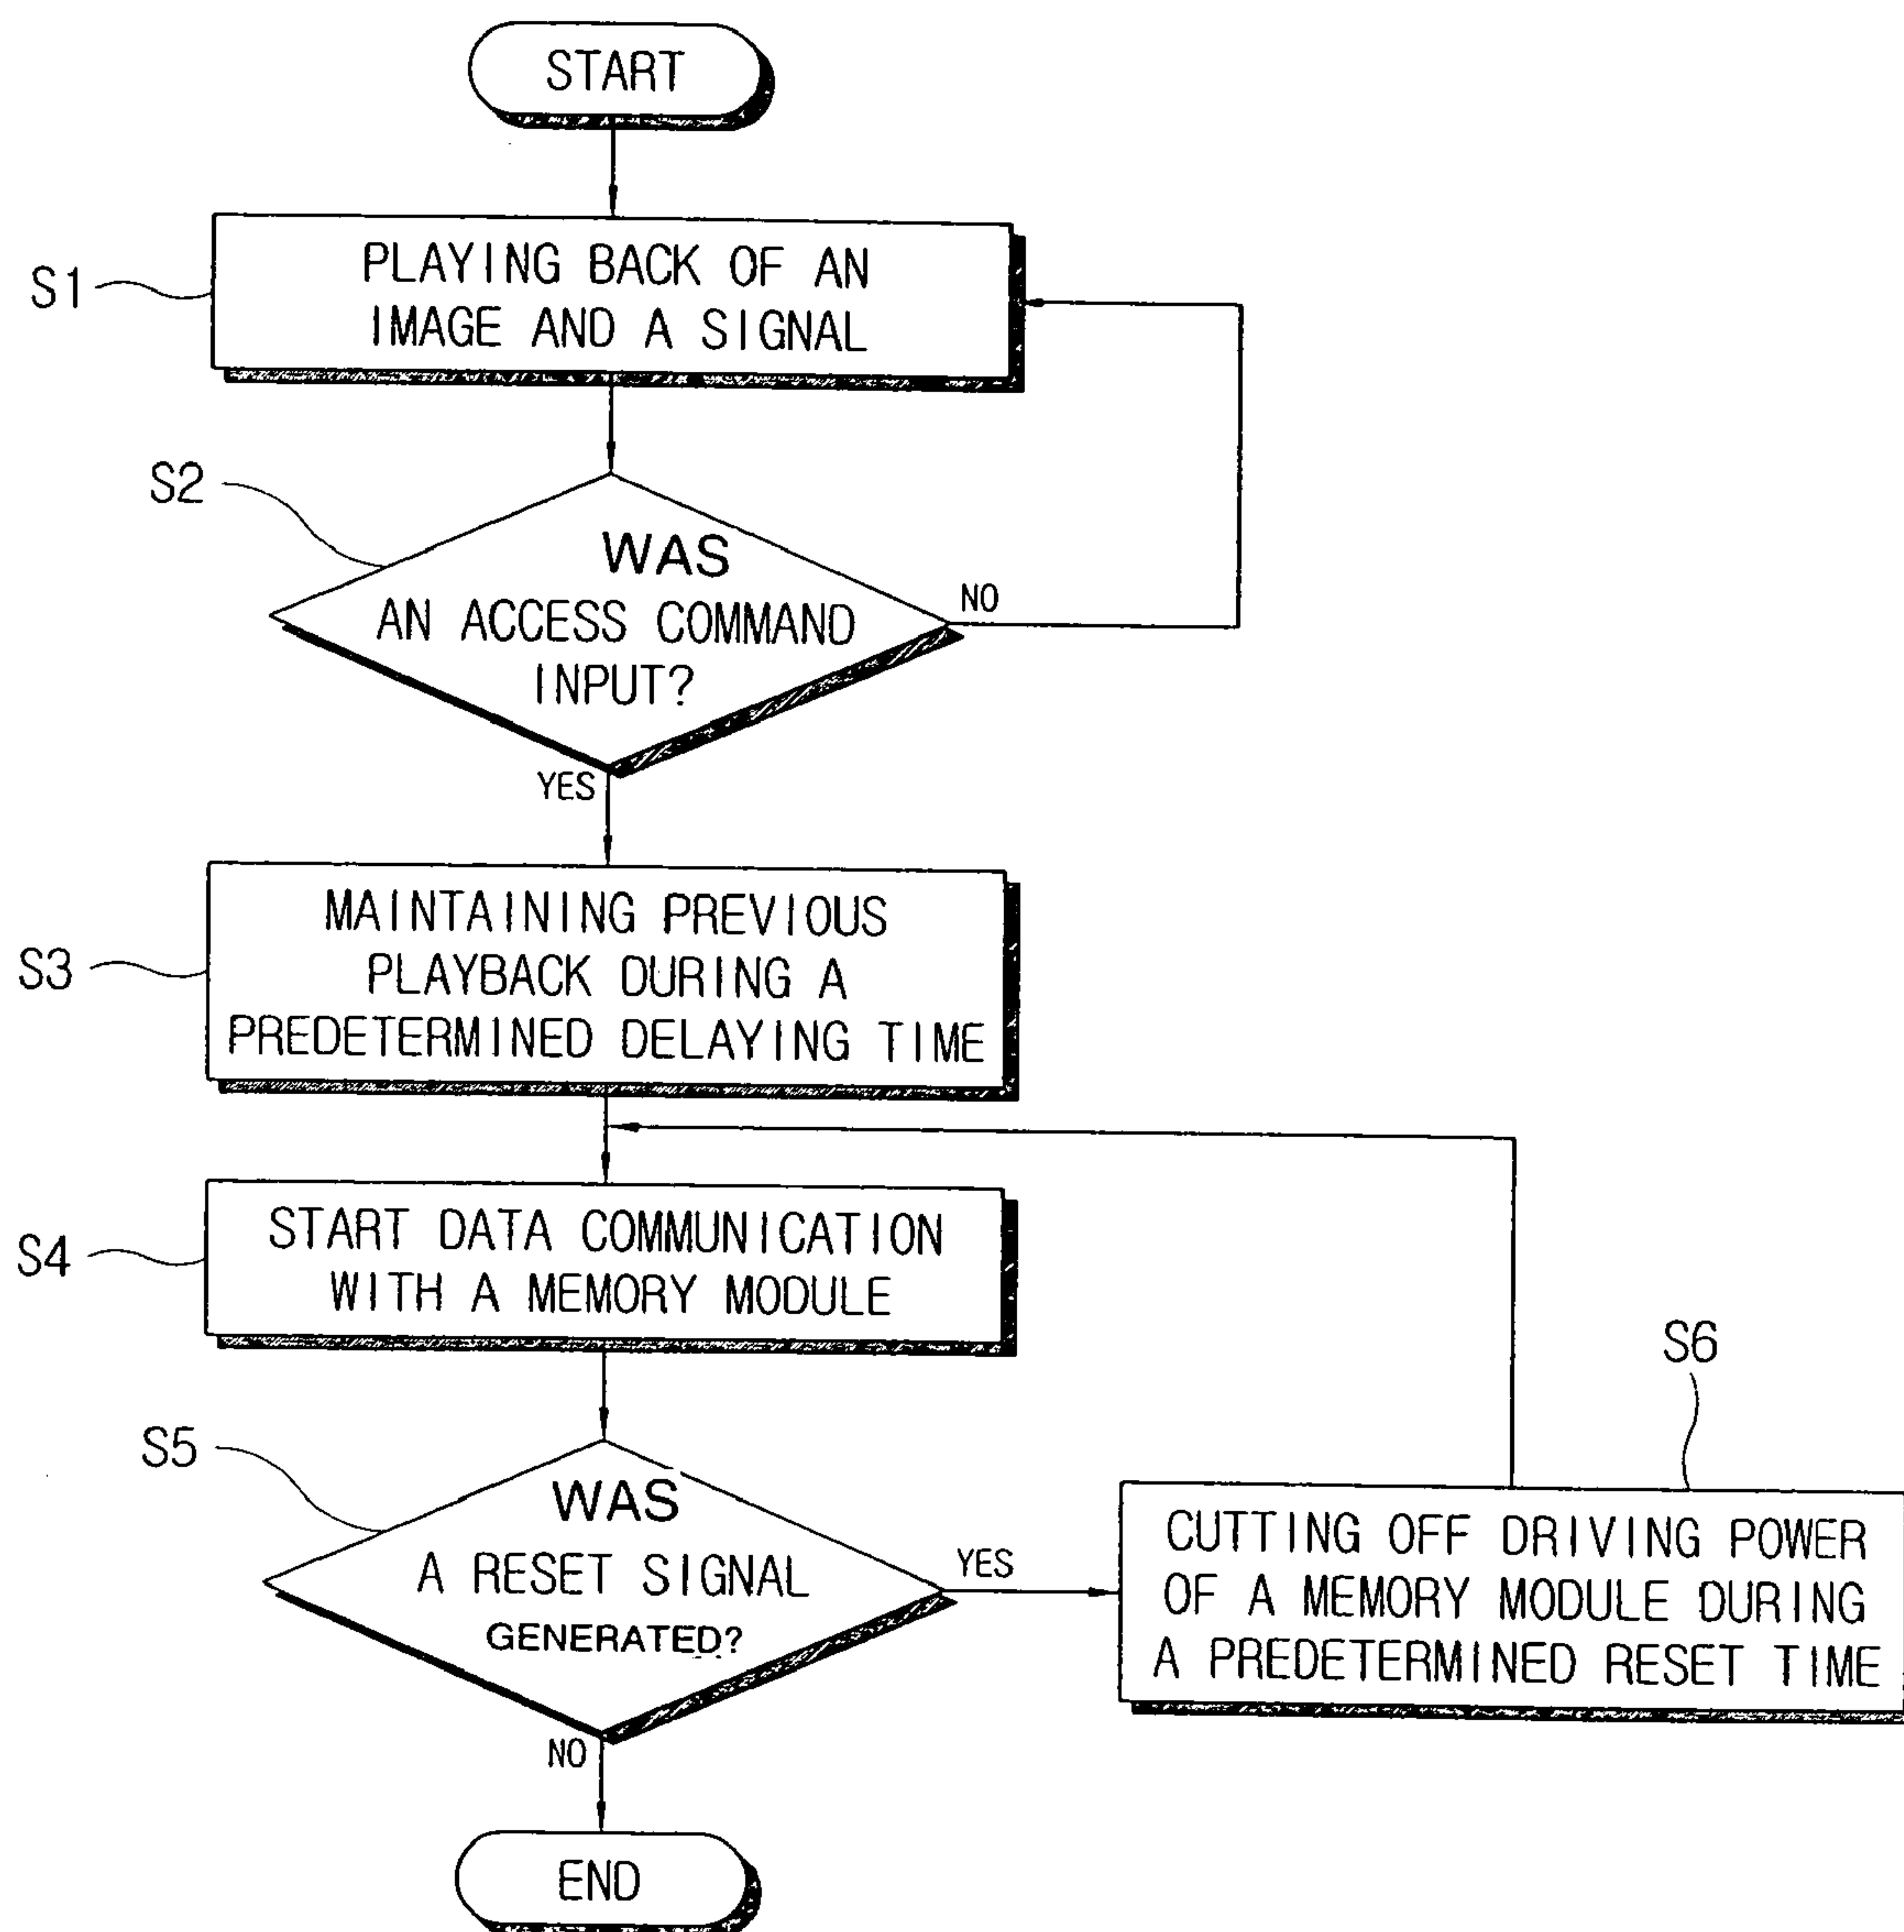 START
S1
PLAYING BACK OF AN
IMAGE AND A SIGNAL
S2
WAS
AN ACCESS COMMAND
INPUT?
NO
YES
S3
MAINTAINING PREVIOUS
PLAYBACK DURING A
PREDETERMINED DELAYING TIME
S4
START DATA COMMUNICATION
WITH A MEMORY MODULE
S5
WAS
A RESET SIGNAL
GENERATED?
YES
S6
CUTTING OFF DRIVING POWER
OF A MEMORY MODULE DURING
A PREDETERMINED RESET TIME
NO
END